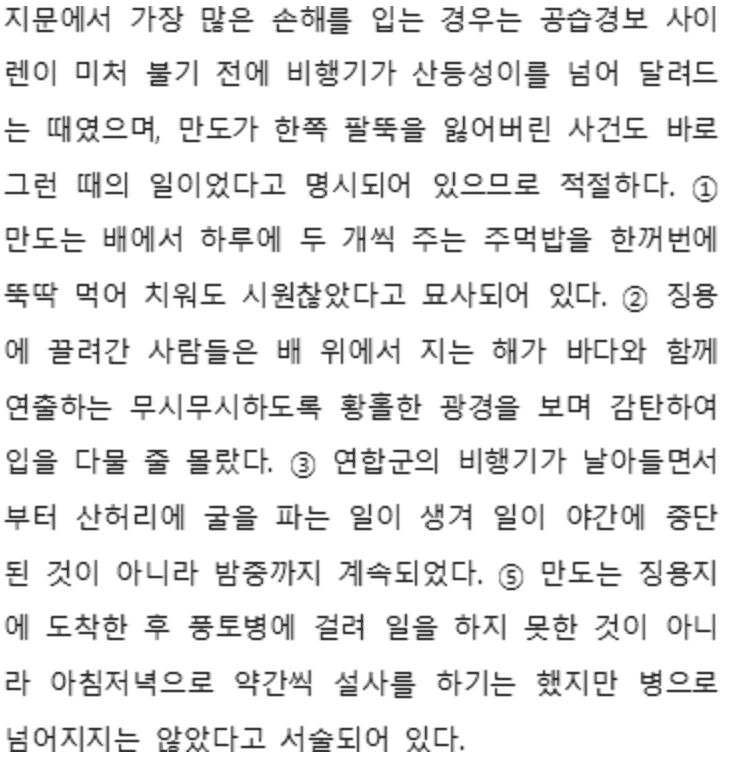 지문에서 가장 많은 손해를 입는 경우는 공습경보 사이
렌이 미처 불기 전에 비행기가 산등성이를 넘어 달려드
는 때였으며, 만도가 한쪽 팔뚝을 잃어버린 사건도 바로
그런 때의 일이었다고 명시되어 있으므로 적절하다. ①
만도는 배에서 하루에 두 개씩 주는 주먹밥을 한꺼번에
뚝딱 먹어 치워도 시원찮았다고 묘사되어 있다. ② 징용
에 끌려간 사람들은 배 위에서 지는 해가 바다와 함께
연출하는 무시무시하도록 황홀한 광경을 보며 감탄하여
입을 다물 줄 몰랐다. ③ 연합군의 비행기가 날아들면서
부터 산허리에 굴을 파는 일이 생겨 일이 야간에 중단
된 것이 아니라 밤중까지 계속되었다. ⑤ 만도는 징용지
에 도착한 후 풍토병에 걸려 일을 하지 못한 것이 아니
라 아침저녁으로 약간씩 설사를 하기는 했지만 병으로
넘어지지는 않았다고 서술되어 있다.